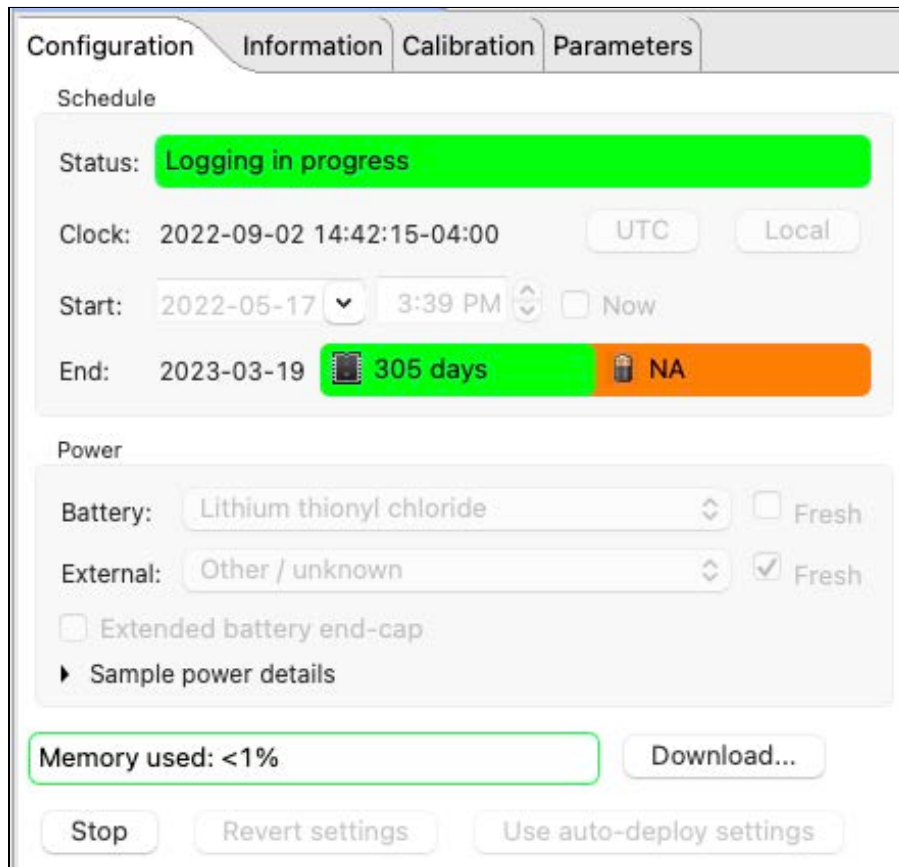 Configuration Information Calibration Parameters
Schedule
Status: Logging in progress
Clock: 2022-09-02 14:42:15-04:00 UTC Local
Start: 2022-05-17 3:39 PM Now
End: 2023-03-19 305 days NA
Power
Battery: Lithium thionyl chloride Fresh
External: Other / unknown Fresh
Extended battery end-cap
Sample power details
Memory used: <1% Download...
Stop Revert settings Use auto-deploy settings